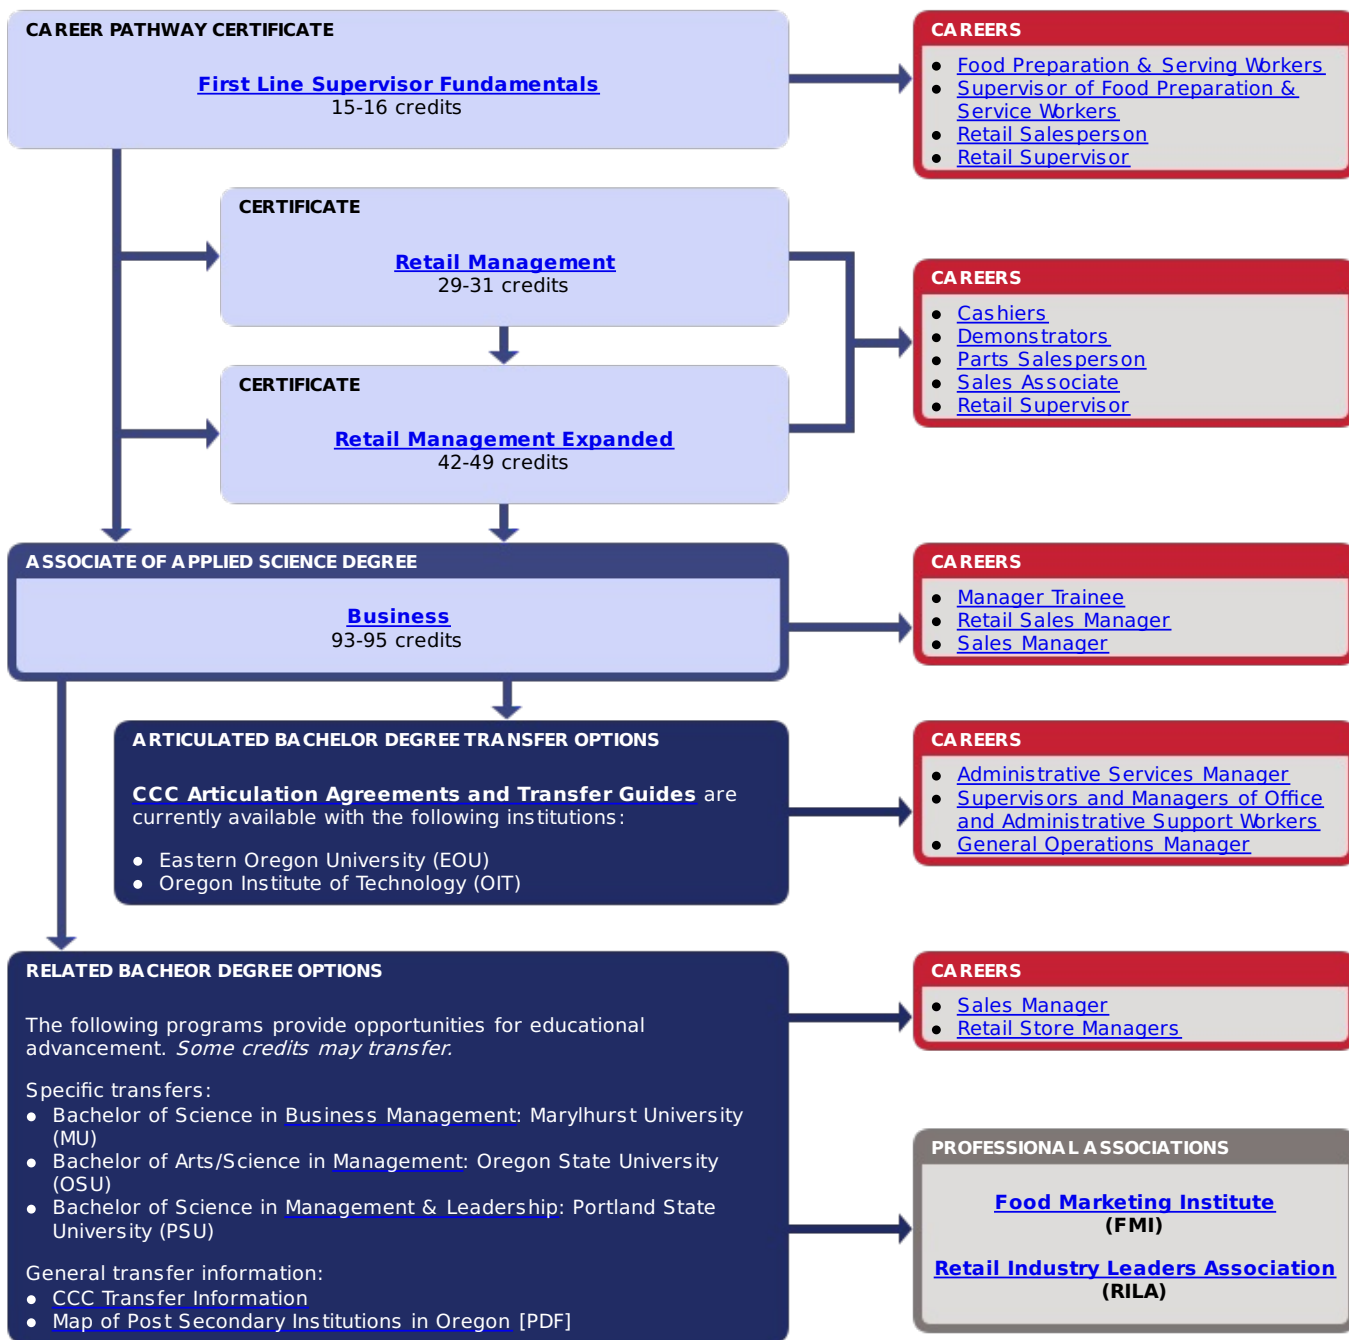 CAREER PATHWAY CERTIFICATE
First Line Supervisor Fundamentals
15-16 credits
CAREERS
● Food Preparation & Serving Workers
● Supervisor of Food Preparation &
Service Workers
● Retail Salesperson
● Retail Supervisor
CERTIFICATE
Retail Management
29-31 credits
CERTIFICATE
Retail Management Expanded
42-49 credits
CAREERS
● Cashiers
● Demonstrators
● Parts Salesperson
● Sales Associate
● Retail Supervisor
ASSOCIATE OF APPLIED SCIENCE DEGREE
Business
93-95 credits
CAREERS
● Manager Trainee
● Retail Sales Manager
● Sales Manager
ARTICULATED BACHELOR DEGREE TRANSFER OPTIONS
CCC Articulation Agreements and Transfer Guides are
currently available with the following institutions:
● Eastern Oregon University (EOU)
● Oregon Institute of Technology (OIT)
CAREERS
● Administrative Services Manager
● Supervisors and Managers of Office
and Administrative Support Workers
● General Operations Manager
RELATED BACHEOR DEGREE OPTIONS
The following programs provide opportunities for educational
advancement. Some credits may transfer.
Specific transfers:
● Bachelor of Science in Business Management: Marylhurst University
(MU)
● Bachelor of Arts/Science in Management: Oregon State University
(OSU)
● Bachelor of Science in Management & Leadership: Portland State
University (PSU)
General transfer information:
● CCC Transfer Information
● Map of Post Secondary Institutions in Oregon [PDF]
CAREERS
● Sales Manager
● Retail Store Managers
PROFESSIONAL ASSOCIATIONS
Food Marketing Institute
(FMI)
Retail Industry Leaders Association
(RILA)